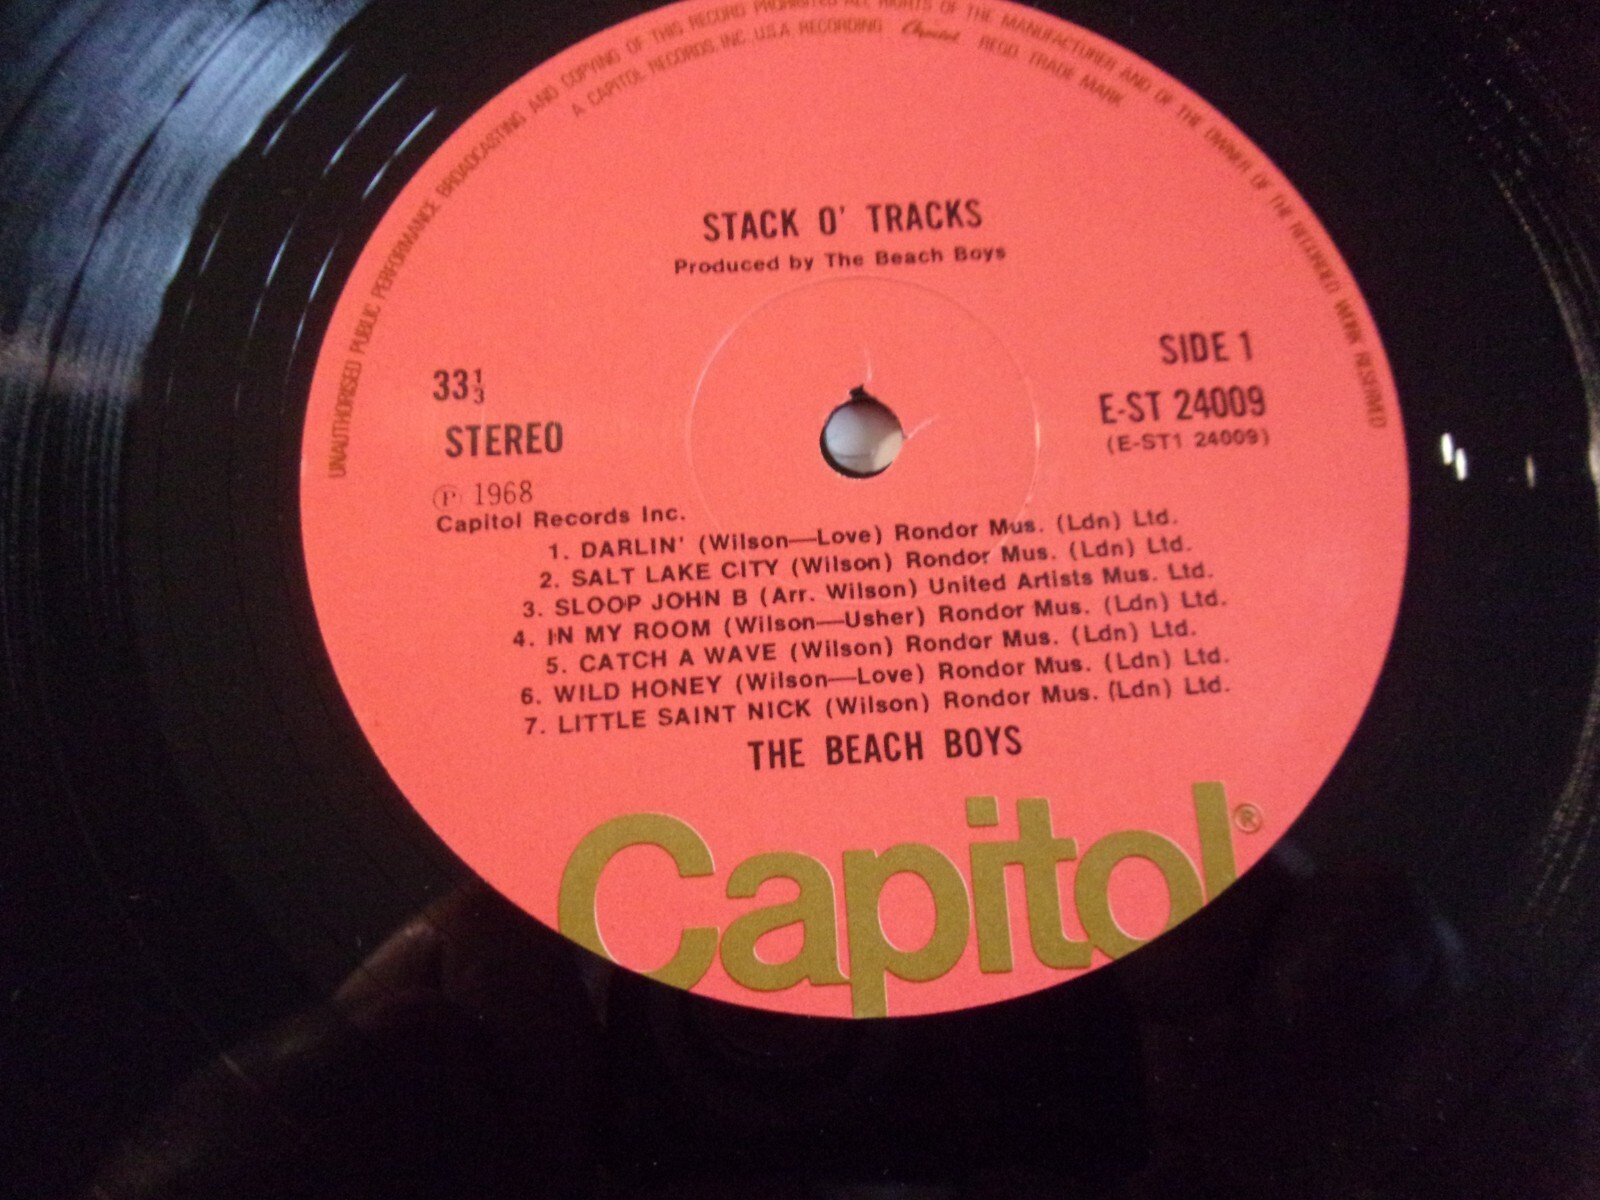 UNAUTHORISED PUBLIC PERFORMANCE BROADCASTING AND COPYING OF THIS RECORD PROHIBITED ALL RIGHTS OF THE MANUFACTURER AND OF THE OWNER OF THE RECORDED WORK RESERVED
A CAPITOL RECORDS, INC. U.S.A. RECORDING Capitol REGD TRADE MARK
STACK O' TRACKS
Produced by The Beach Boys
33⅓
STEREO
SIDE 1
E-ST 24009
(E-ST1 24009)
Ⓟ 1968
Capitol Records Inc.
1. DARLIN' (Wilson—Love) Rondor Mus. (Ldn) Ltd.
2. SALT LAKE CITY (Wilson) Rondor Mus. (Ldn) Ltd.
3. SLOOP JOHN B (Arr. Wilson) United Artists Mus. Ltd.
4. IN MY ROOM (Wilson—Usher) Rondor Mus. (Ldn) Ltd.
5. CATCH A WAVE (Wilson) Rondor Mus. (Ldn) Ltd.
6. WILD HONEY (Wilson—Love) Rondor Mus. (Ldn) Ltd.
7. LITTLE SAINT NICK (Wilson) Rondor Mus. (Ldn) Ltd.
THE BEACH BOYS
Capitol®